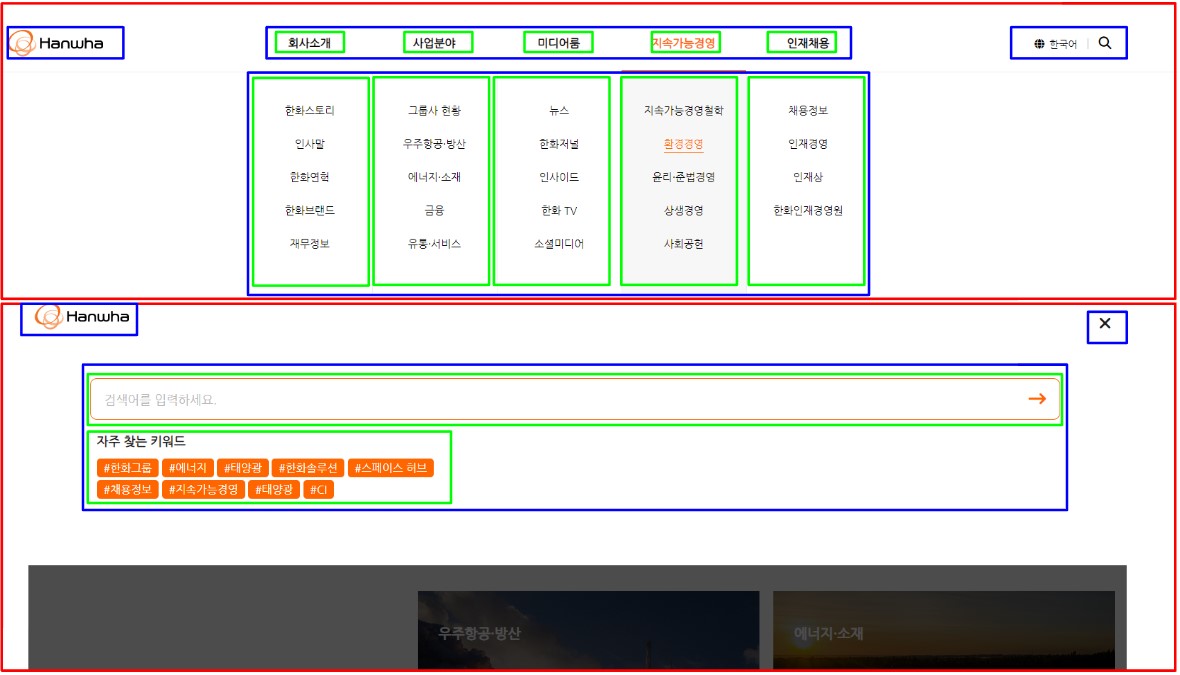 Hanwha
회사소개 사업분야 미디어룸 지속가능경영 인재채용
한국어
한화스토리 그룹사 현황 뉴스 지속가능경영철학 채용정보
인사말 우주항공·방산 한화저널 환경경영 인재경영
한화연혁 에너지·소재 인사이드 윤리·준법경영 인재상
한화브랜드 금융 한화 TV 상생경영 한화인재경영원
재무정보 유통·서비스 소셜미디어 사회공헌
Hanwha
검색어를 입력하세요.
자주 찾는 키워드
#한화그룹 #에너지 #태양광 #한화솔루션 #스페이스 허브
#채용정보 #지속가능경영 #태양광 #CI
우주항공·방산 에너지·소재